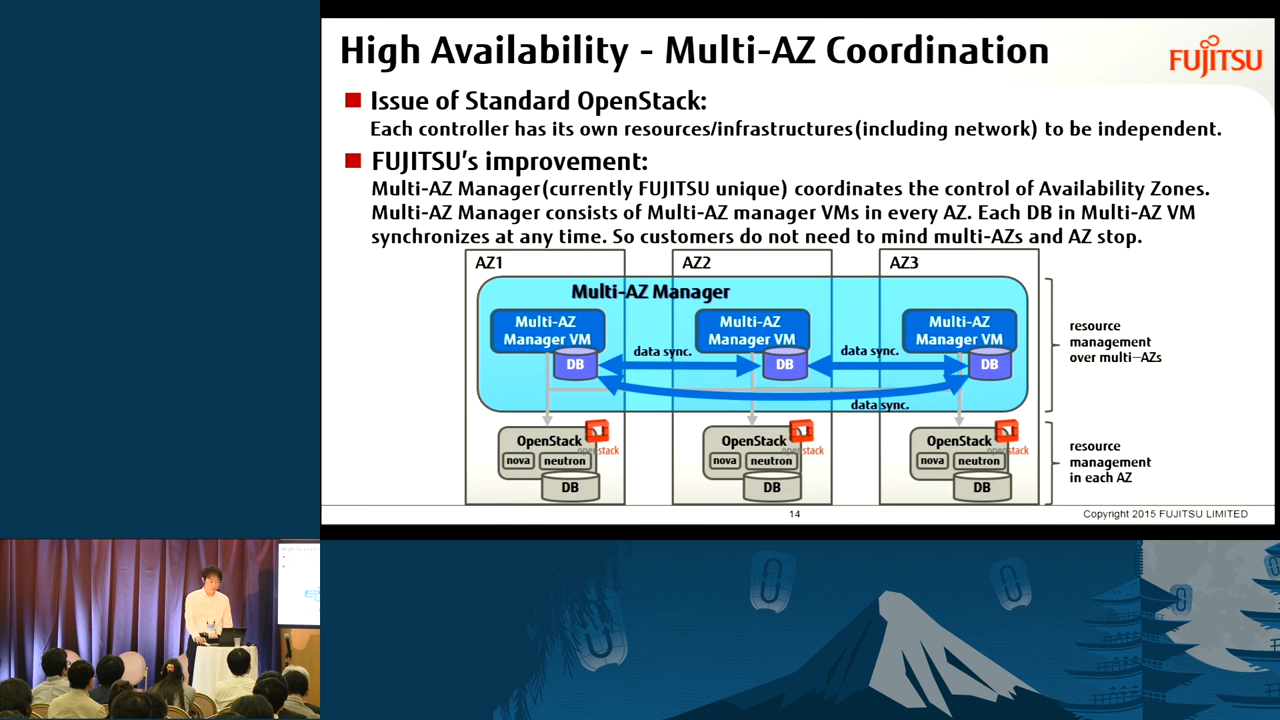 High Availability - Multi-AZ Coordination
FUJITSU
Issue of Standard OpenStack:
Each controller has its own resources/infrastructures(including network) to be independent.
FUJITSU's improvement:
Multi-AZ Manager(currently FUJITSU unique) coordinates the control of Availability Zones.
Multi-AZ Manager consists of Multi-AZ manager VMs in every AZ. Each DB in Multi-AZ VM
synchronizes at any time. So customers do not need to mind multi-AZs and AZ stop.
AZ1
AZ2
AZ3
Multi-AZ Manager
Multi-AZ
Manager VM
DB
data sync.
Multi-AZ
Manager VM
DB
data sync.
Multi-AZ
Manager VM
DB
data sync.
resource
management
over multi-AZs
OpenStack
openstack
nova
neutron
DB
OpenStack
openstack
nova
neutron
DB
OpenStack
openstack
nova
neutron
DB
resource
management
in each AZ
14
Copyright 2015 FUJITSU LIMITED